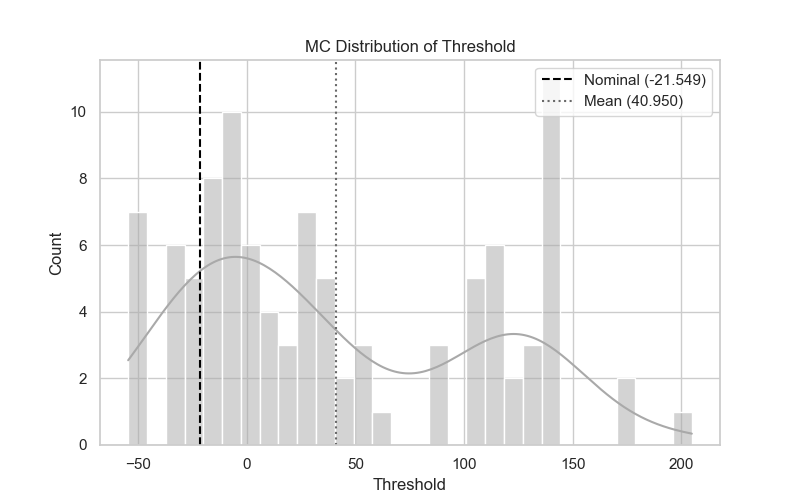 MC Distribution of Threshold
Nominal (-21.549)
Mean (40.950)
Count
10
8
6
4
2
0
−50
0
50
100
150
200
Threshold